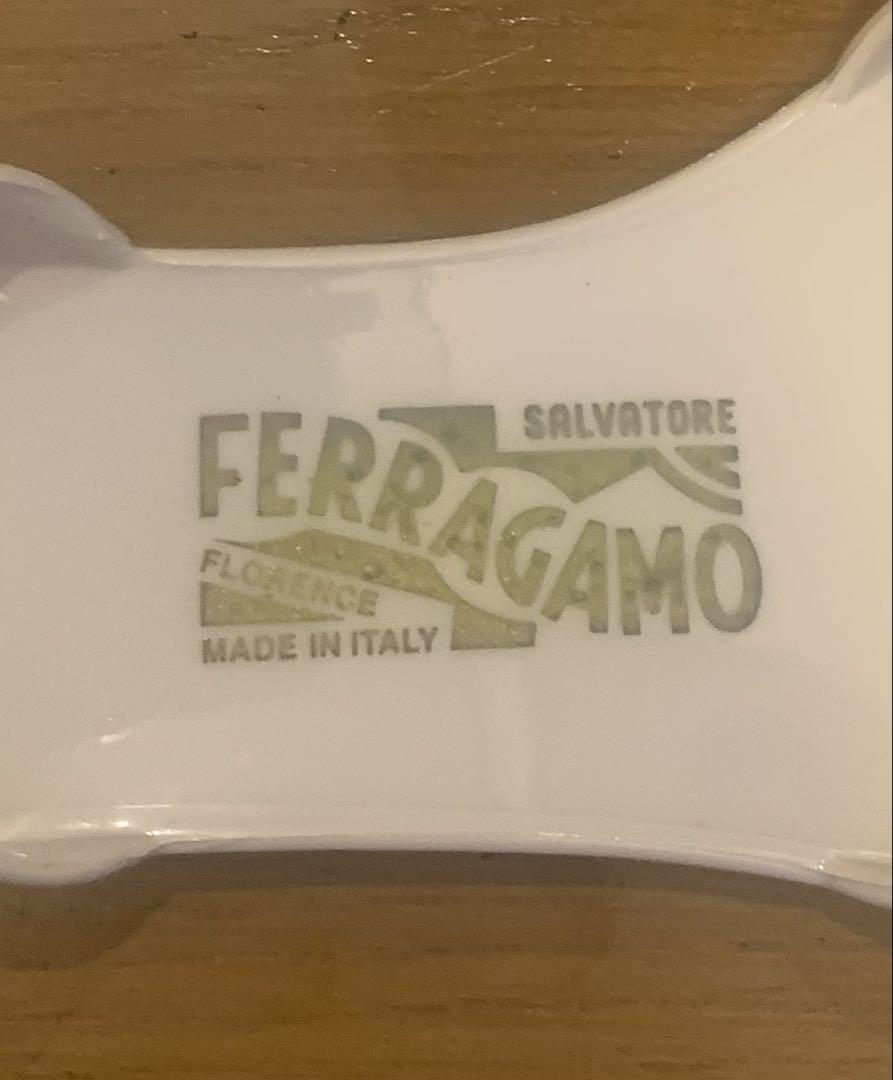 SALVATORE
FERRAGAMO
FLORENCE
MADE IN ITALY